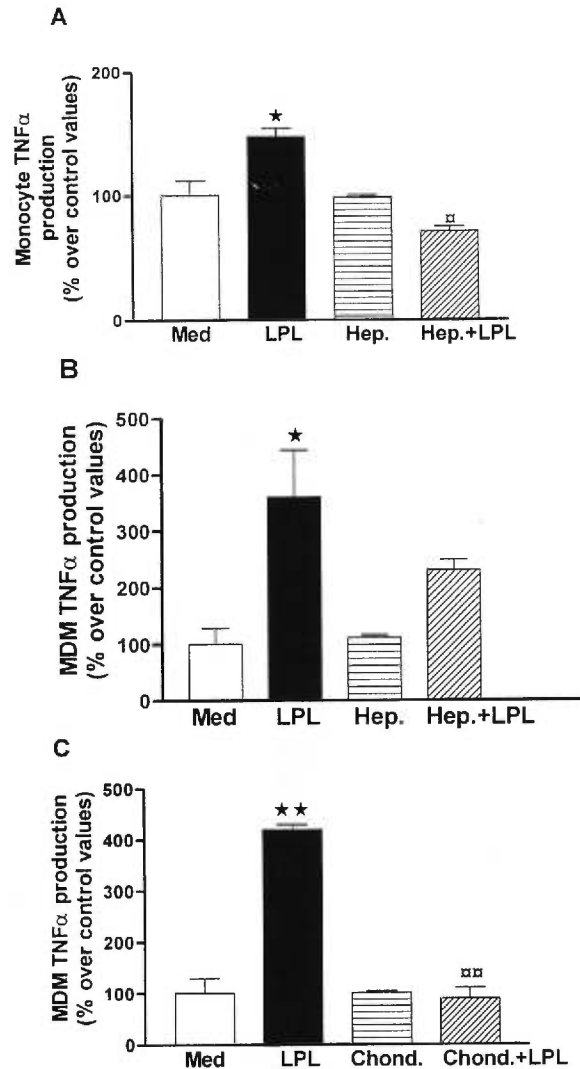 A
Monocyte TNFα
production
(% over control values)
200
100
0
★
¤
Med LPL Hep. Hep.+LPL
B
MDM TNFα production
(% over control values)
500
400
300
200
100
0
★
Med LPL Hep. Hep.+LPL
C
MDM TNFα production
(% over control values)
500
400
300
200
100
0
★★
¤¤
Med LPL Chond. Chond.+LPL